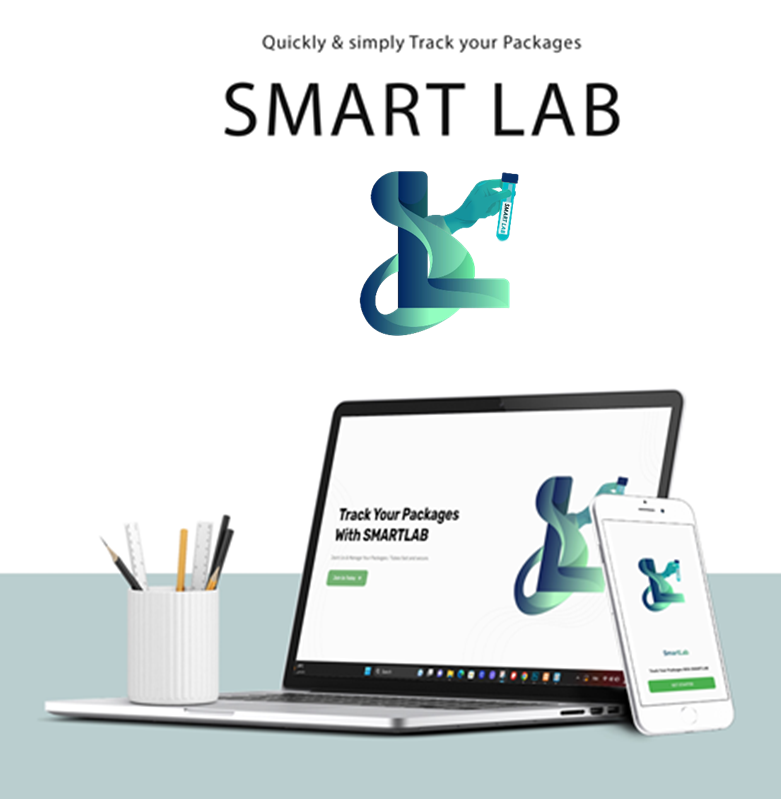 Quickly & simply Track your Packages
SMART LAB
SMART LAB
Track Your Packages
With SMARTLAB
SmartLab
Track Your Packages With SMARTLAB